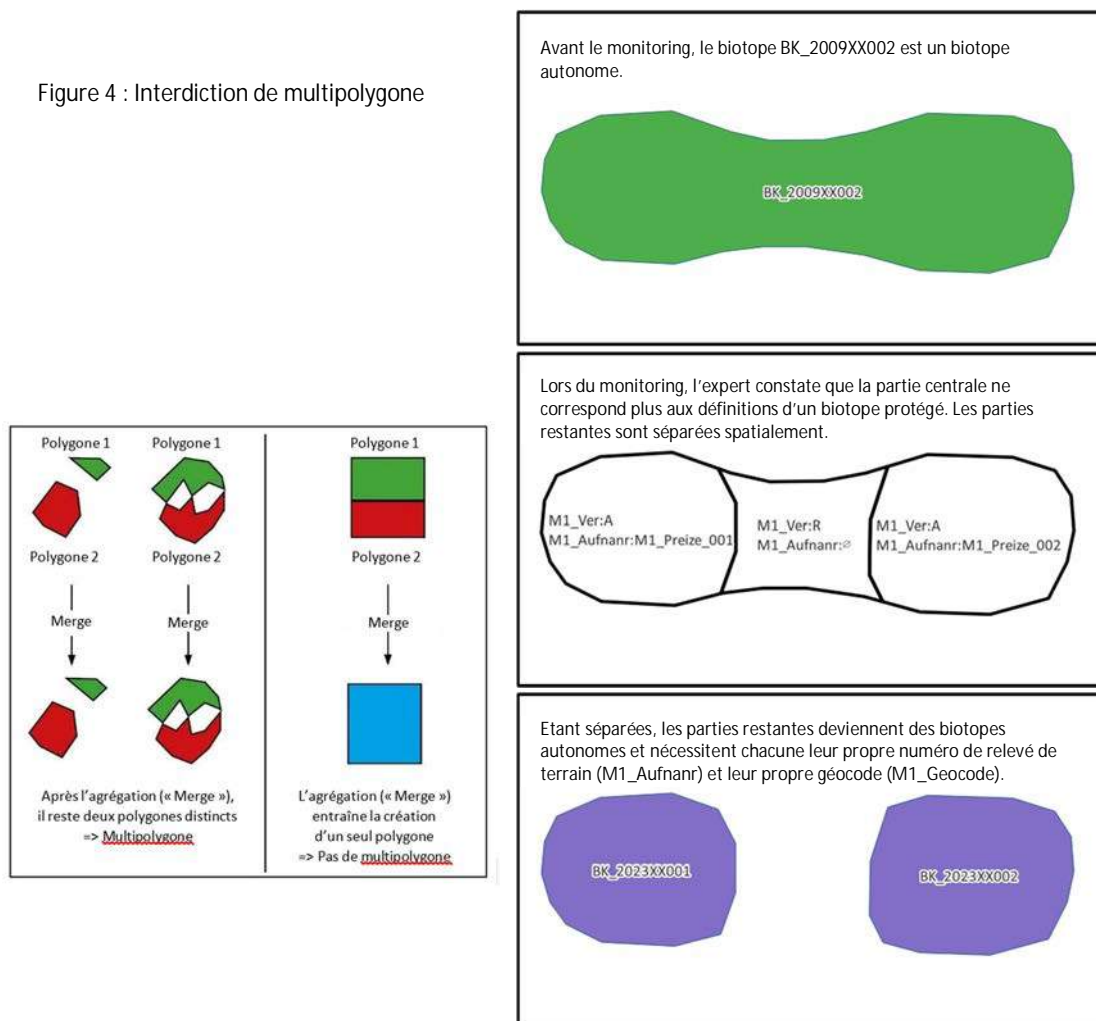 Figure 4 : Interdiction de multipolygone
Polygone 1
Polygone 1
Polygone 2
Polygone 2
Merge
Merge
Après l'agrégation (« Merge »),
il reste deux polygones distincts
=> Multipolygone
Polygone 1
Merge
L'agrégation (« Merge »)
entraîne la création
d'un seul polygone
=> Pas de multipolygone
Avant le monitoring, le biotope BK_2009XX002 est un biotope
autonome.
BK_2009XX002
Lors du monitoring, l'expert constate que la partie centrale ne
correspond plus aux définitions d'un biotope protégé. Les parties
restantes sont séparées spatialement.
M1_Ver:A
M1_Aufnanr:M1_Preize_001
M1_Ver:R
M1_Aufnanr:∅
M1_Ver:A
M1_Aufnanr:M1_Preize_002
Etant séparées, les parties restantes deviennent des biotopes
autonomes et nécessitent chacune leur propre numéro de relevé de
terrain (M1_Aufnanr) et leur propre géocode (M1_Geocode).
BK_2023XX001
BK_2023XX002